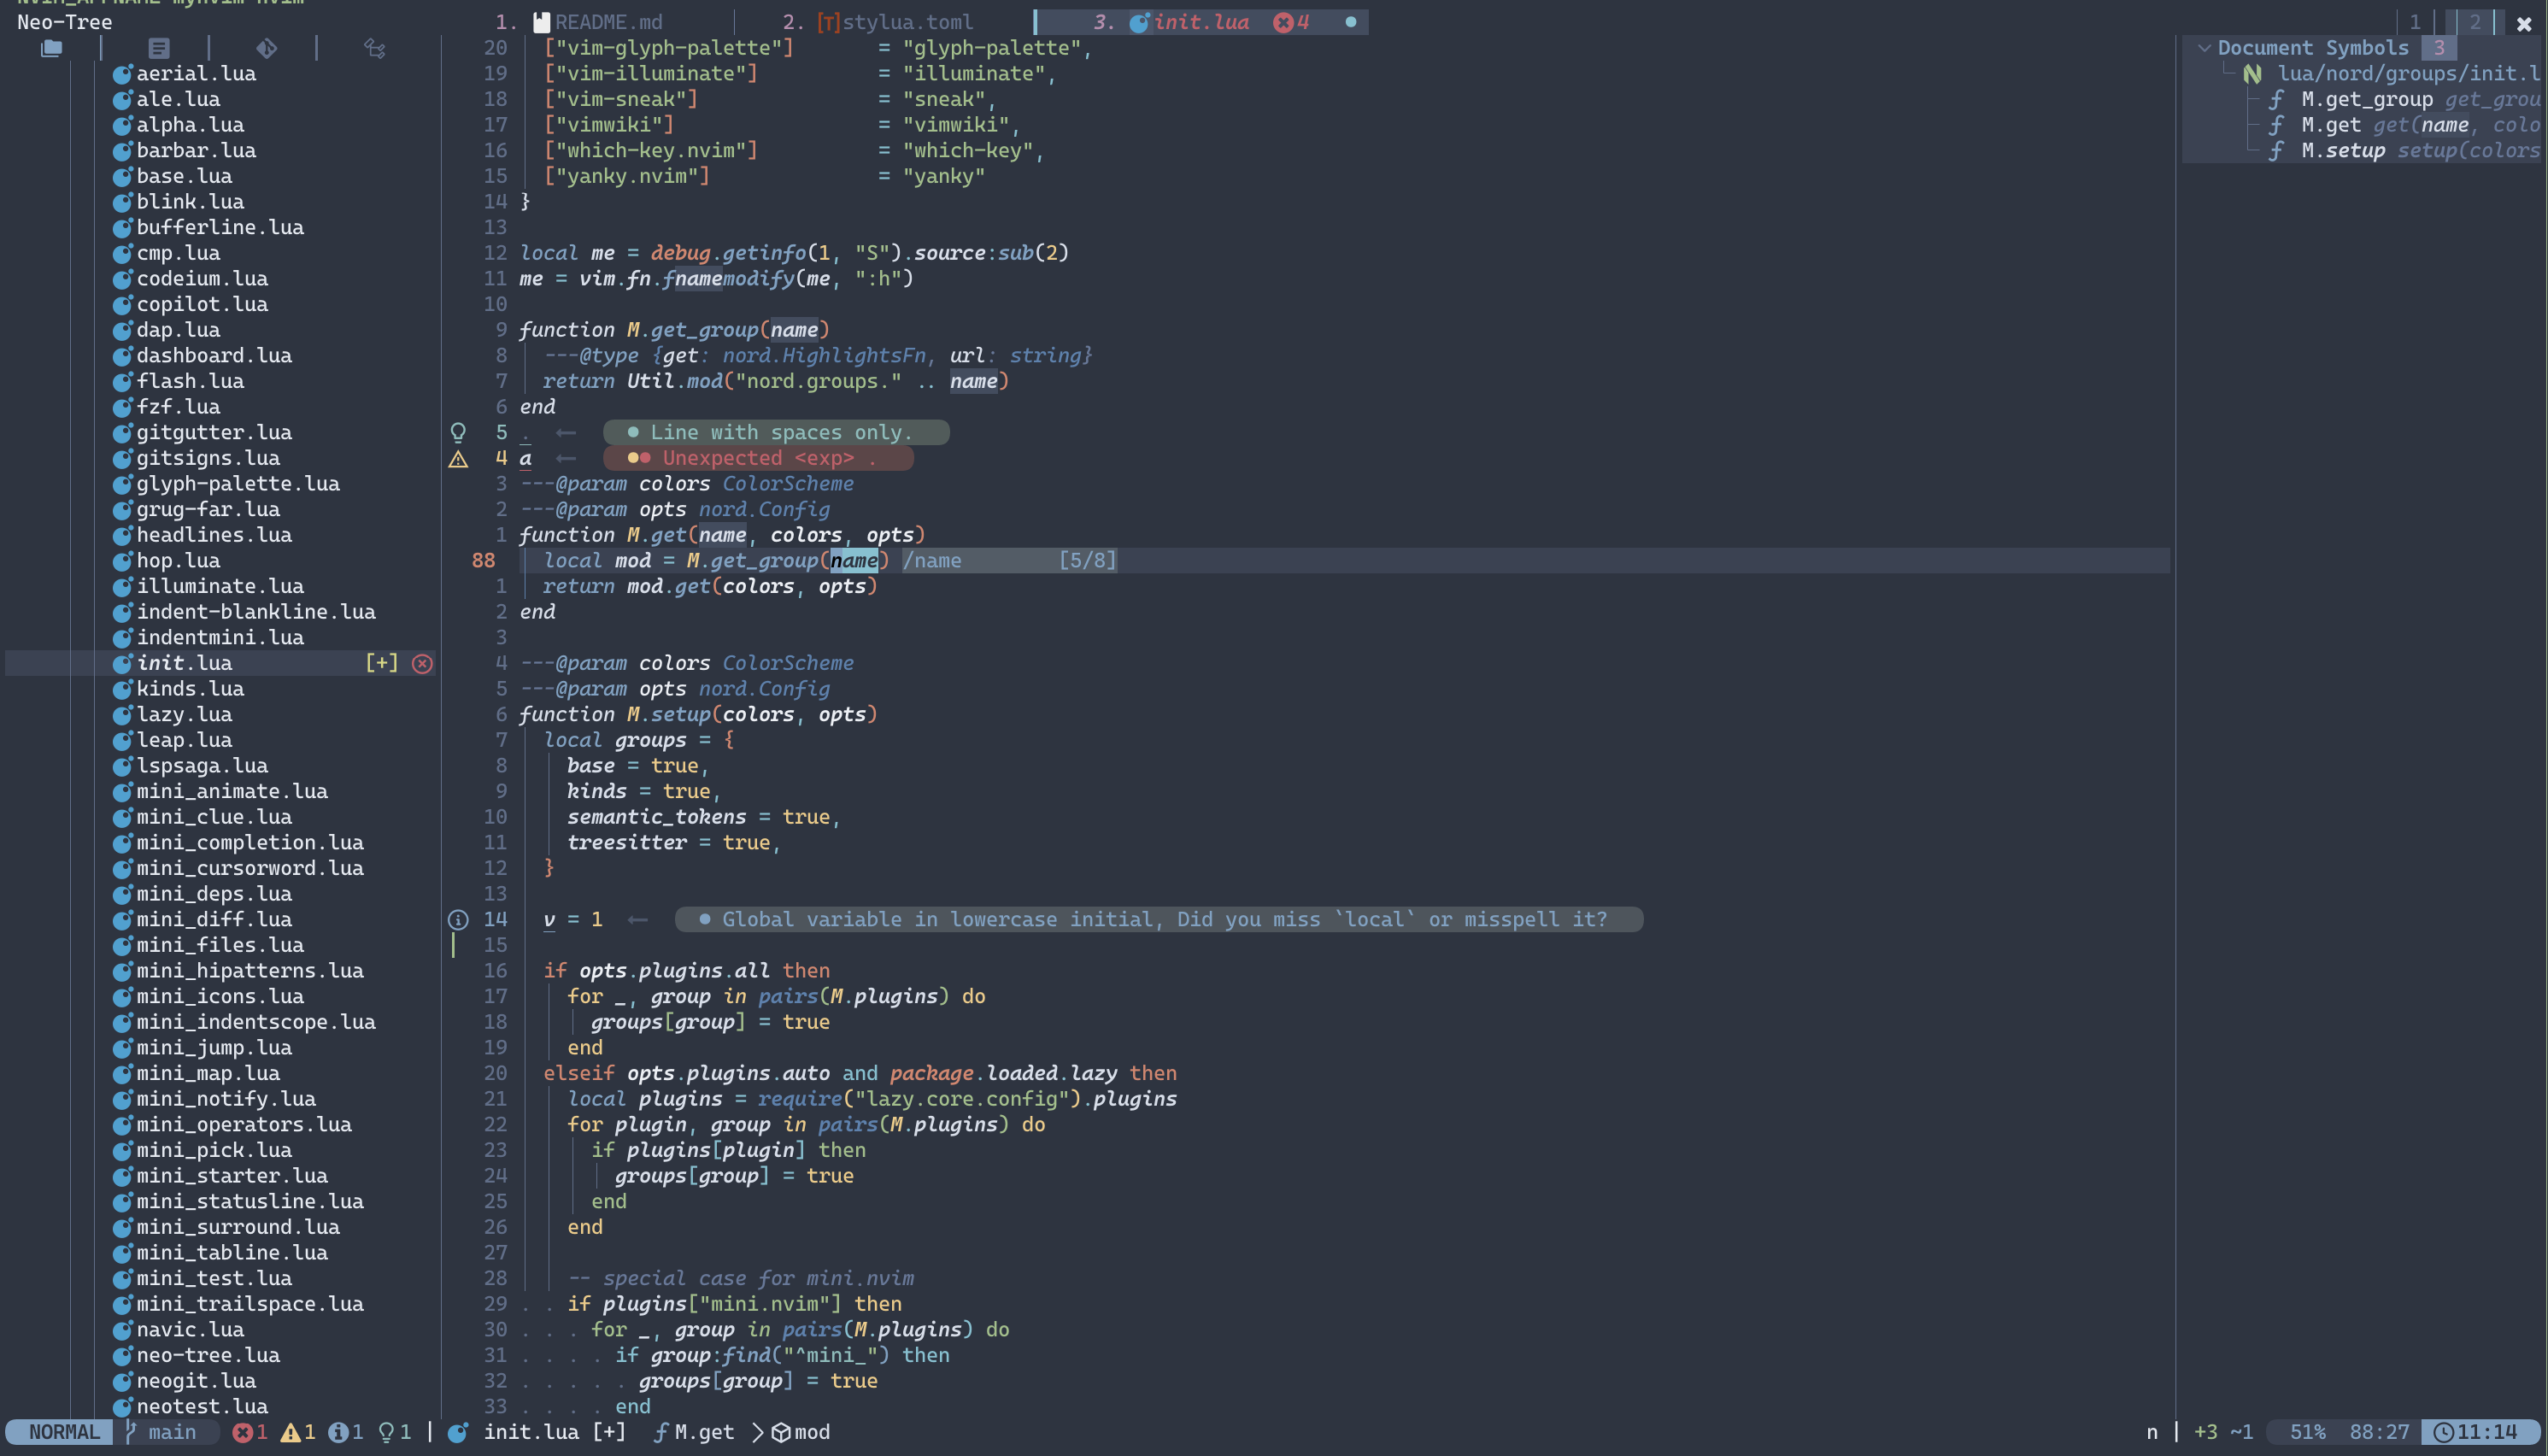 Neo-Tree
1. README.md 2. [T]stylua.toml 3. init.lua 4 1 2
aerial.lua
ale.lua
alpha.lua
barbar.lua
base.lua
blink.lua
bufferline.lua
cmp.lua
codeium.lua
copilot.lua
dap.lua
dashboard.lua
flash.lua
fzf.lua
gitgutter.lua
gitsigns.lua
glyph-palette.lua
grug-far.lua
headlines.lua
hop.lua
illuminate.lua
indent-blankline.lua
indentmini.lua
init.lua [+]
kinds.lua
lazy.lua
leap.lua
lspsaga.lua
mini_animate.lua
mini_clue.lua
mini_completion.lua
mini_cursorword.lua
mini_deps.lua
mini_diff.lua
mini_files.lua
mini_hipatterns.lua
mini_icons.lua
mini_indentscope.lua
mini_jump.lua
mini_map.lua
mini_notify.lua
mini_operators.lua
mini_pick.lua
mini_starter.lua
mini_statusline.lua
mini_surround.lua
mini_tabline.lua
mini_test.lua
mini_trailspace.lua
navic.lua
neo-tree.lua
neogit.lua
neotest.lua
20 ["vim-glyph-palette"] = "glyph-palette",
19 ["vim-illuminate"] = "illuminate",
18 ["vim-sneak"] = "sneak",
17 ["vimwiki"] = "vimwiki",
16 ["which-key.nvim"] = "which-key",
15 ["yanky.nvim"] = "yanky"
14 }
13
12 local me = debug.getinfo(1, "S").source:sub(2)
11 me = vim.fn.fnamemodify(me, ":h")
10
9 function M.get_group(name)
8 ---@type {get: nord.HighlightsFn, url: string}
7 return Util.mod("nord.groups." .. name)
6 end
5 . ← ● Line with spaces only.
4 a ← ●● Unexpected <exp> .
3 ---@param colors ColorScheme
2 ---@param opts nord.Config
1 function M.get(name, colors, opts)
88 local mod = M.get_group(name) /name [5/8]
1 return mod.get(colors, opts)
2 end
3
4 ---@param colors ColorScheme
5 ---@param opts nord.Config
6 function M.setup(colors, opts)
7 local groups = {
8 base = true,
9 kinds = true,
10 semantic_tokens = true,
11 treesitter = true,
12 }
13
14 v = 1 ← ● Global variable in lowercase initial, Did you miss `local` or misspell it?
15
16 if opts.plugins.all then
17 for _, group in pairs(M.plugins) do
18 groups[group] = true
19 end
20 elseif opts.plugins.auto and package.loaded.lazy then
21 local plugins = require("lazy.core.config").plugins
22 for plugin, group in pairs(M.plugins) do
23 if plugins[plugin] then
24 groups[group] = true
25 end
26 end
27
28 -- special case for mini.nvim
29 . . if plugins["mini.nvim"] then
30 . . . for _, group in pairs(M.plugins) do
31 . . . . if group:find("^mini_") then
32 . . . . . groups[group] = true
33 . . . . end
Document Symbols 3
lua/nord/groups/init.l
M.get_group get_grou
M.get get(name, colo
M.setup setup(colors
NORMAL main 1 1 1 1 | init.lua [+] M.get > mod n | +3 ~1 51% 88:27 11:14